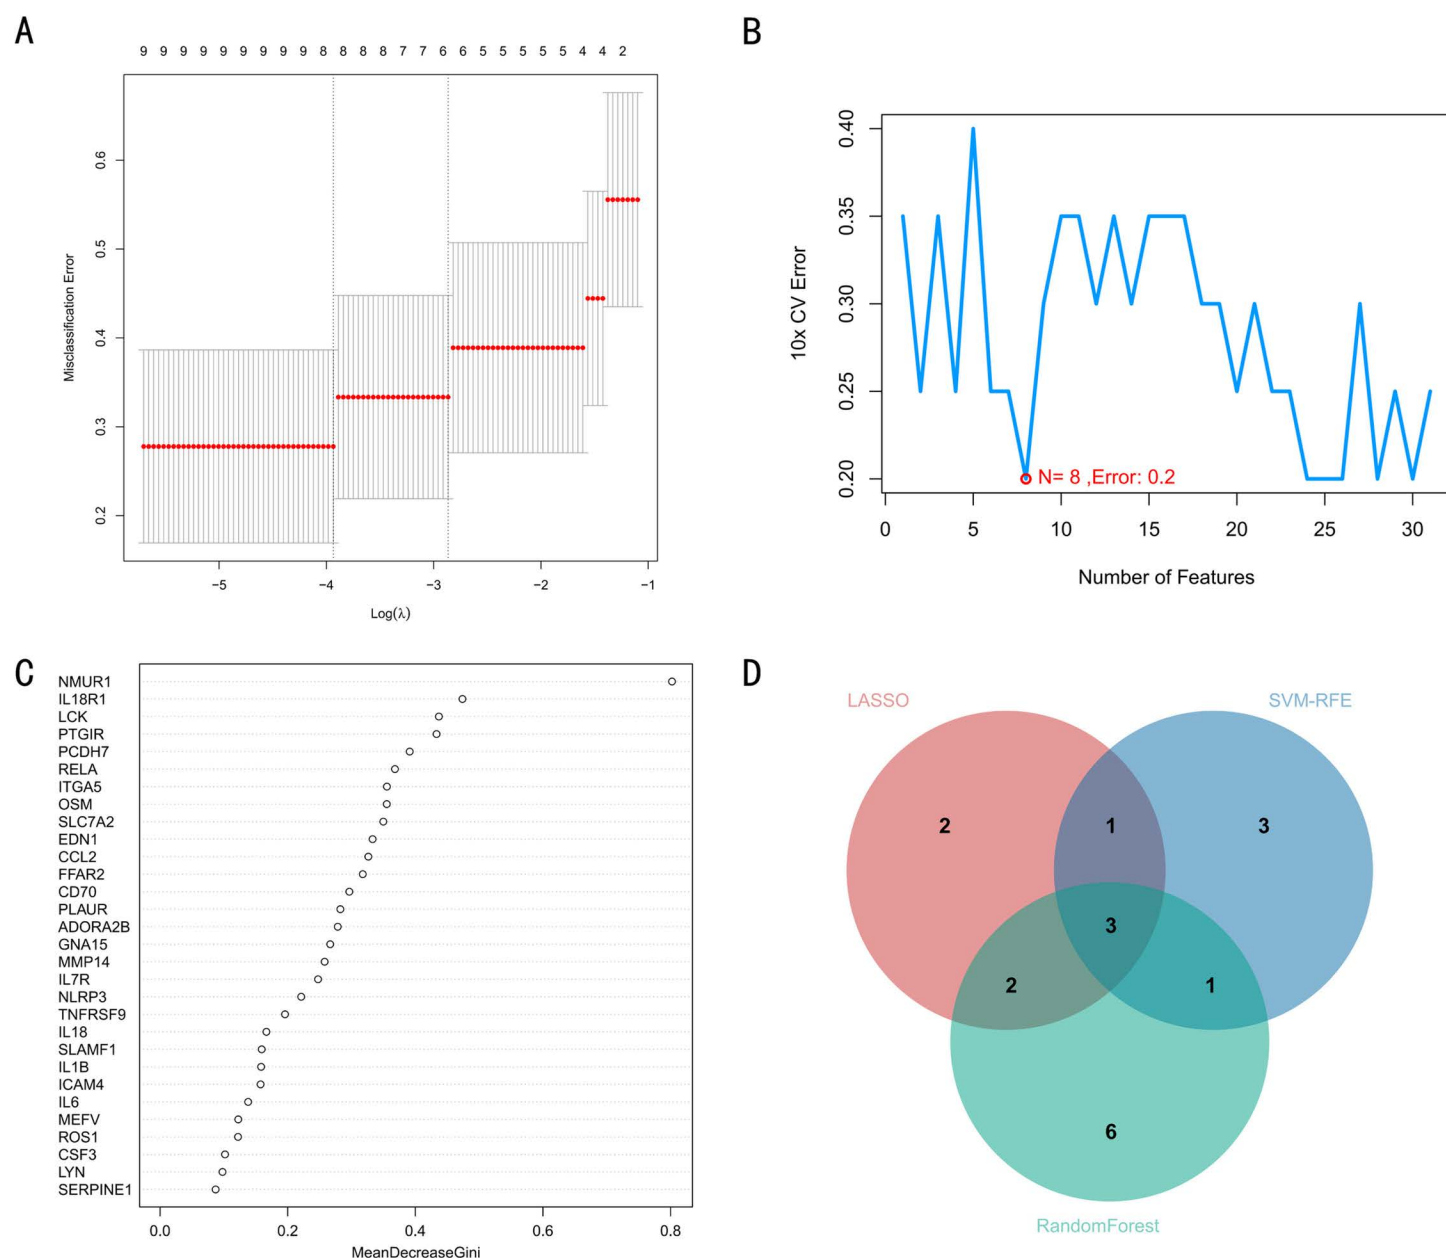 A
9 9 9 9 9 9 9 9 9 8 8 8 8 7 7 6 6 5 5 5 5 5 4 4 2
Misclassification Error
0.6
0.5
0.4
0.3
0.2
−5 −4 −3 −2 −1
Log(λ)
B
10x CV Error
0.40
0.35
0.30
0.25
0.20
N= 8 ,Error: 0.2
0 5 10 15 20 25 30
Number of Features
C
NMUR1
IL18R1
LCK
PTGIR
PCDH7
RELA
ITGA5
OSM
SLC7A2
EDN1
CCL2
FFAR2
CD70
PLAUR
ADORA2B
GNA15
MMP14
IL7R
NLRP3
TNFRSF9
IL18
SLAMF1
IL1B
ICAM4
IL6
MEFV
ROS1
CSF3
LYN
SERPINE1
0.0 0.2 0.4 0.6 0.8
MeanDecreaseGini
D
LASSO SVM-RFE
2 1 3
3
2 1
6
RandomForest